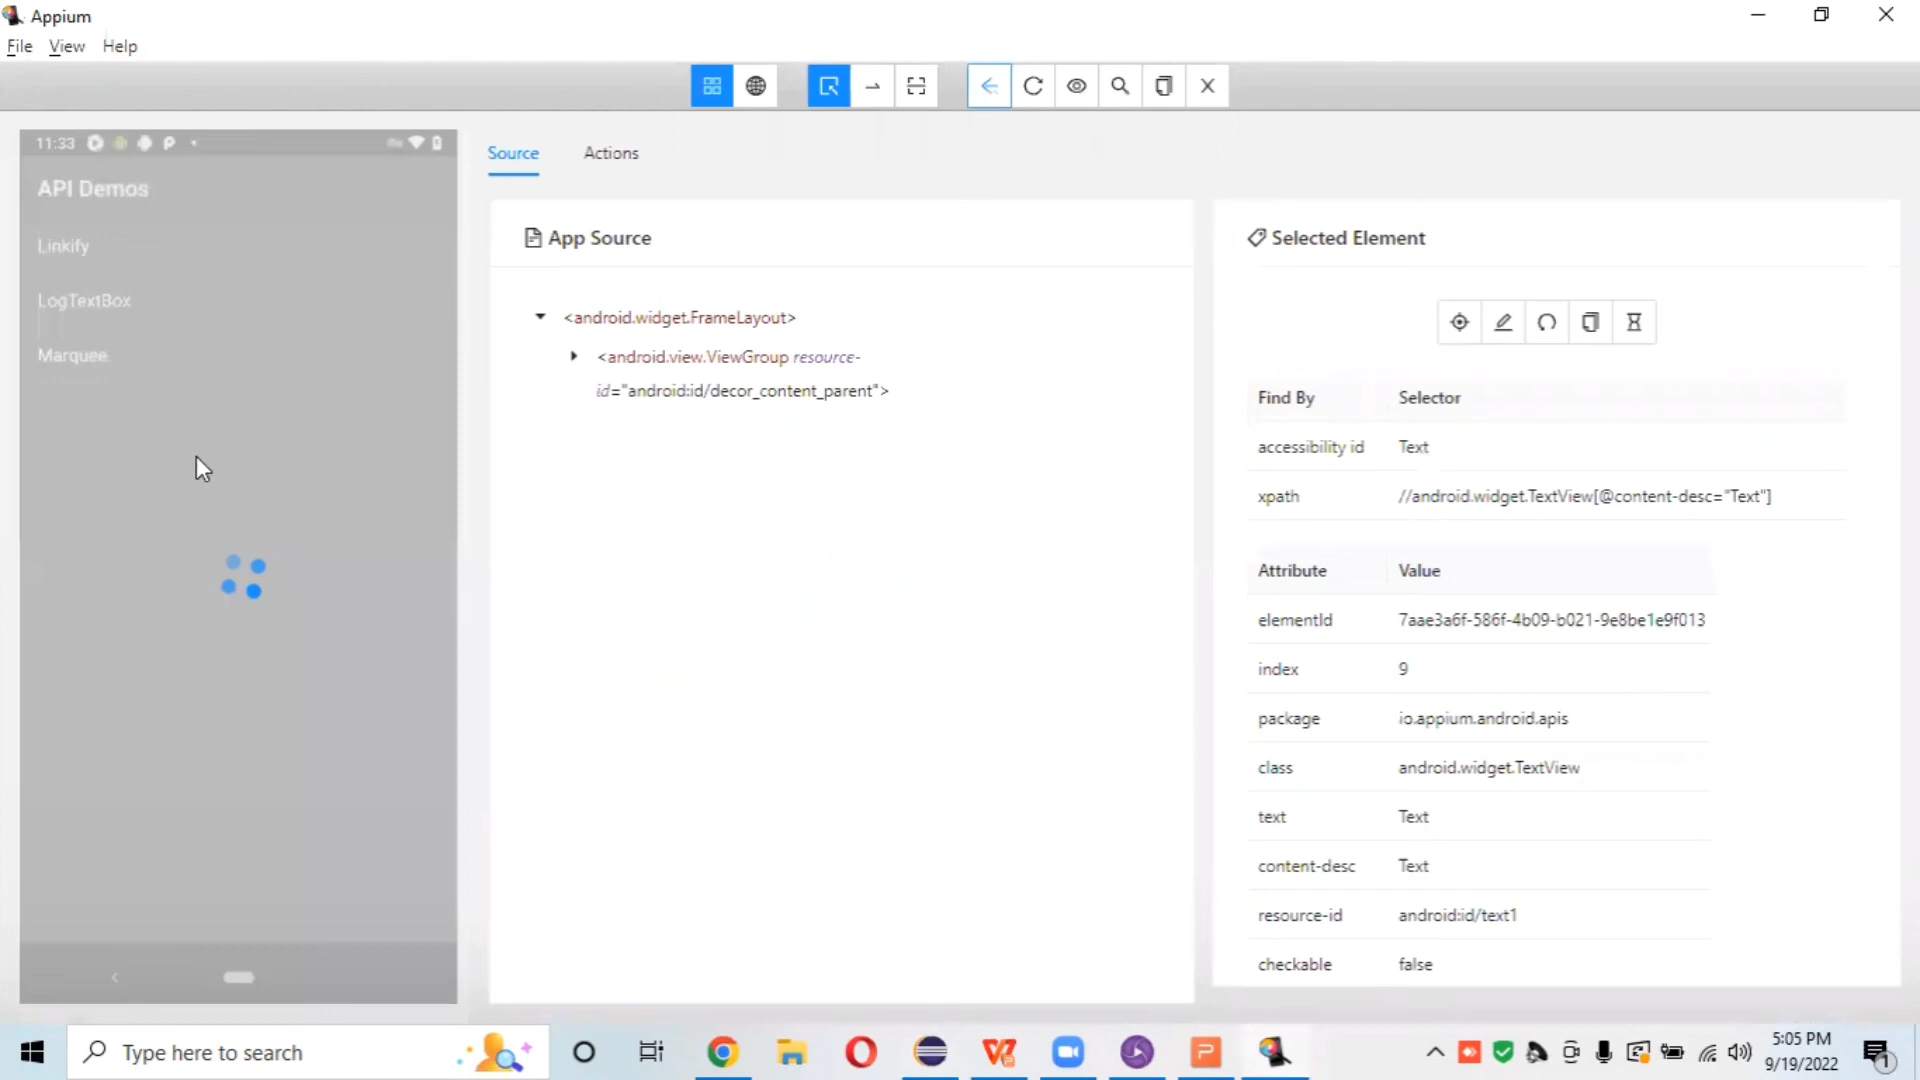 Appium
File View Help
11:33
API Demos
Linkify
LogTextBox
Marquee
Source Actions
App Source
<android.widget.FrameLayout>
<android.view.ViewGroup resource-
id="android:id/decor_content_parent">
Selected Element
Find By Selector
accessibility id Text
xpath //android.widget.TextView[@content-desc="Text"]
Attribute Value
elementId 7aae3a6f-586f-4b09-b021-9e8be1e9f013
index 9
package io.appium.android.apis
class android.widget.TextView
text Text
content-desc Text
resource-id android:id/text1
checkable false
Type here to search
5:05 PM
9/19/2022
1